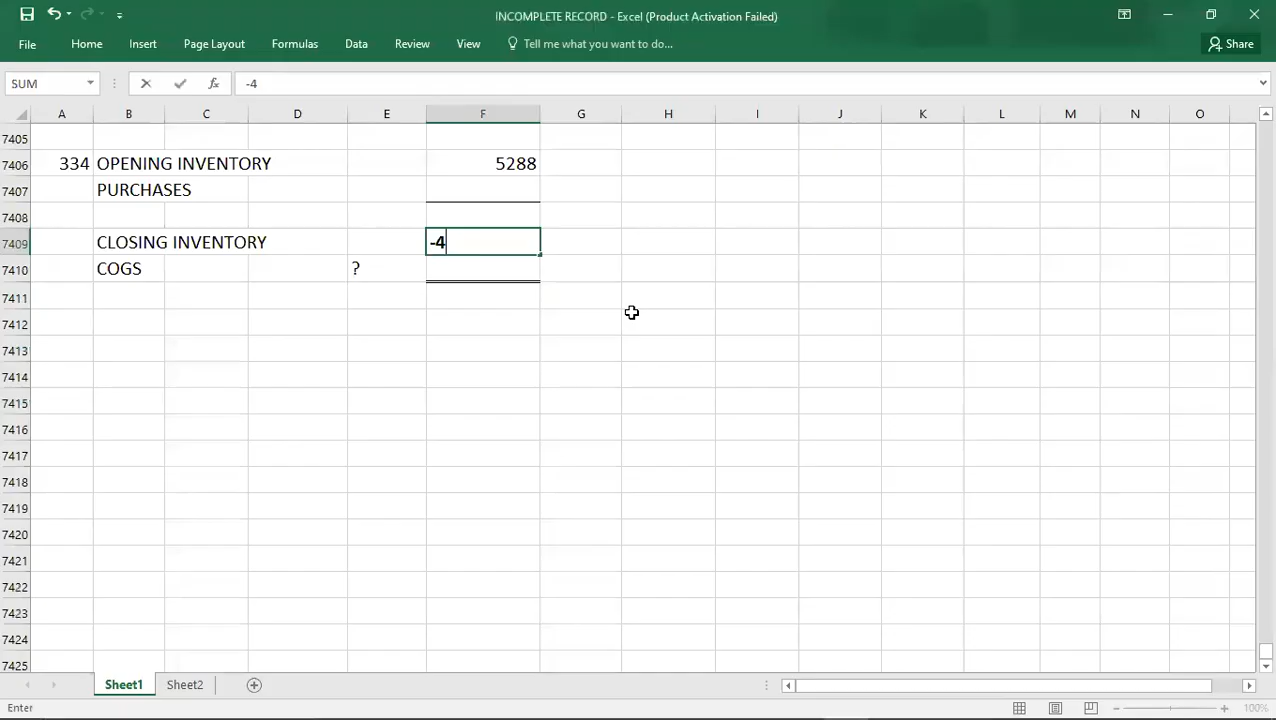 INCOMPLETE RECORD - Excel (Product Activation Failed)
File Home Insert Page Layout Formulas Data Review View Tell me what you want to do... Share
SUM fx -4
A B C D E F G H I J K L M N O
7405
7406 334 OPENING INVENTORY 5288
7407 PURCHASES
7408
7409 CLOSING INVENTORY -4
7410 COGS ?
7411
7412
7413
7414
7415
7416
7417
7418
7419
7420
7421
7422
7423
7424
7425
Sheet1 Sheet2
Enter 100%